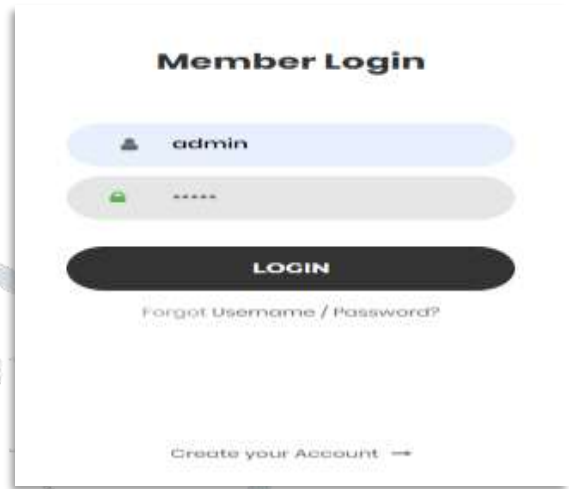 Member Login
admin
*****
LOGIN
Forgot Username / Password?
Create your Account →